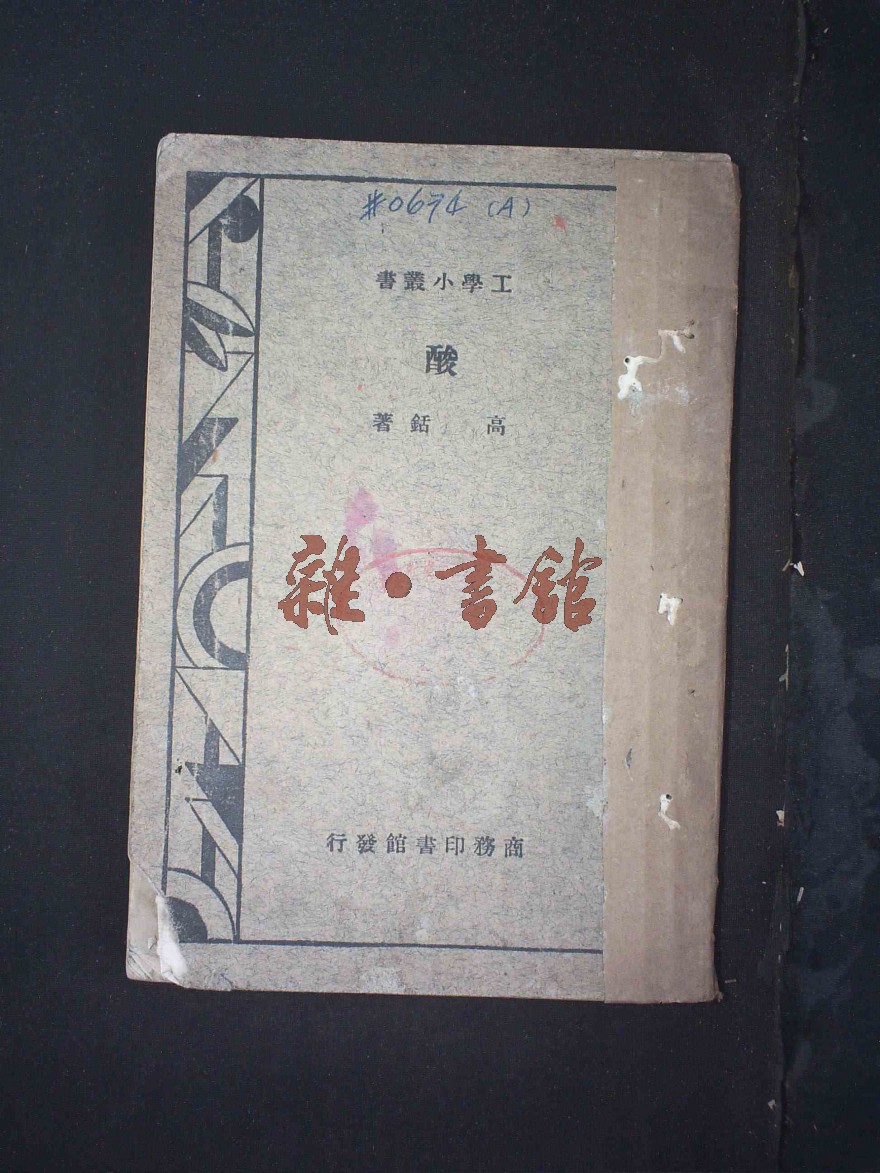 #0674 (A)
工學小叢書
酸
高 銛著
雜·書館
商務印書館發行